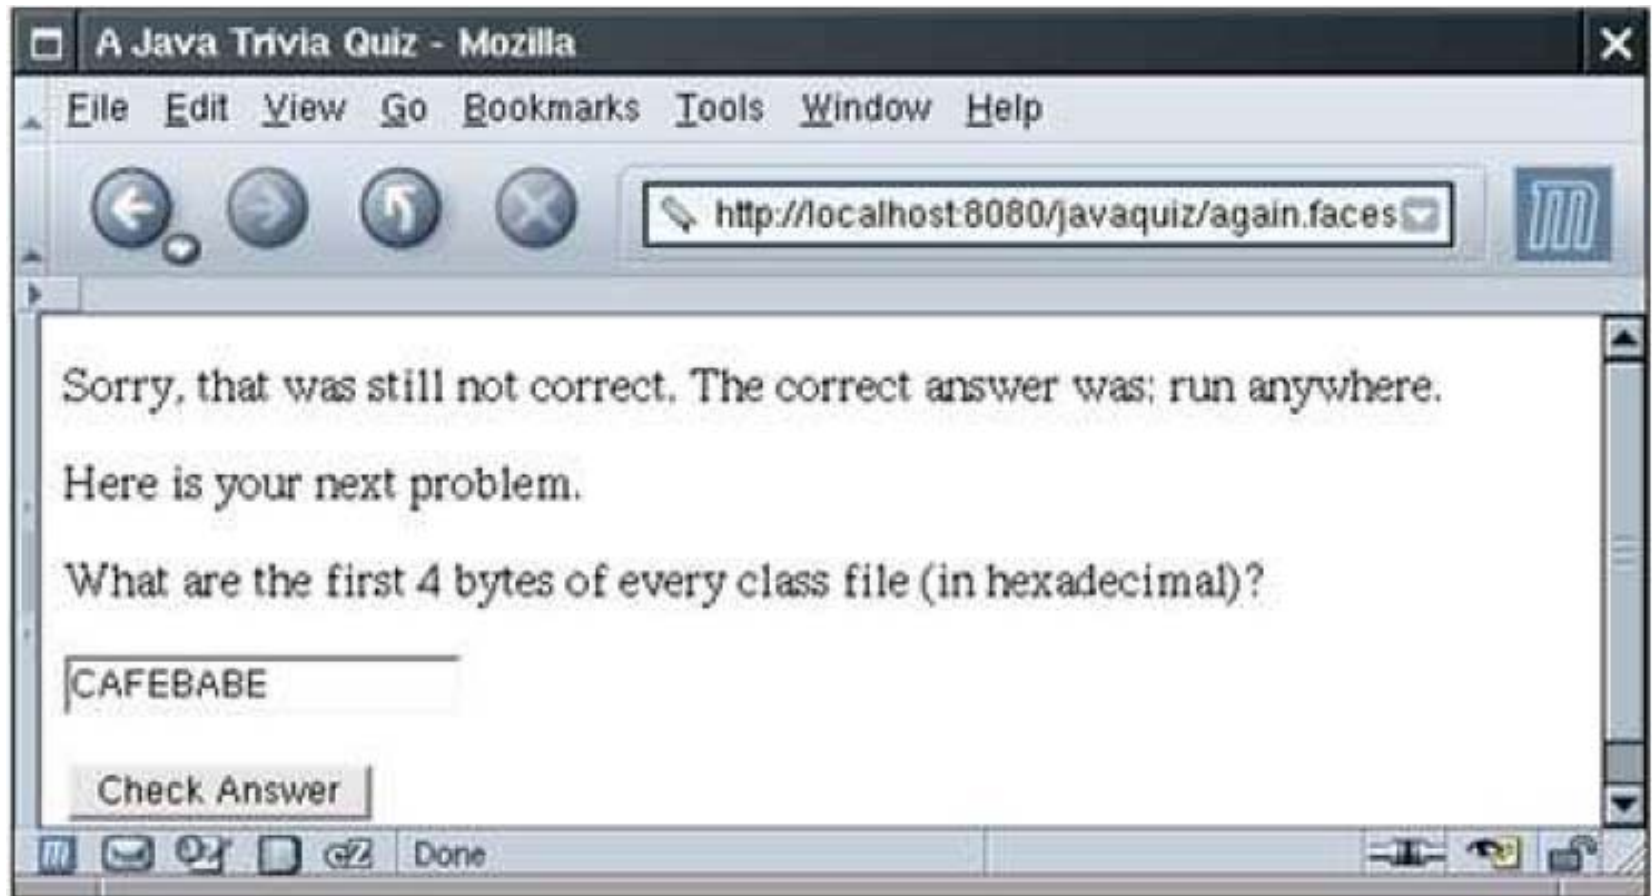 A Java Trivia Quiz - Mozilla
File Edit View Go Bookmarks Tools Window Help
http://localhost:8080/javaquiz/again.faces
Sorry, that was still not correct. The correct answer was: run anywhere.
Here is your next problem.
What are the first 4 bytes of every class file (in hexadecimal)?
CAFEBABE
Check Answer
Done